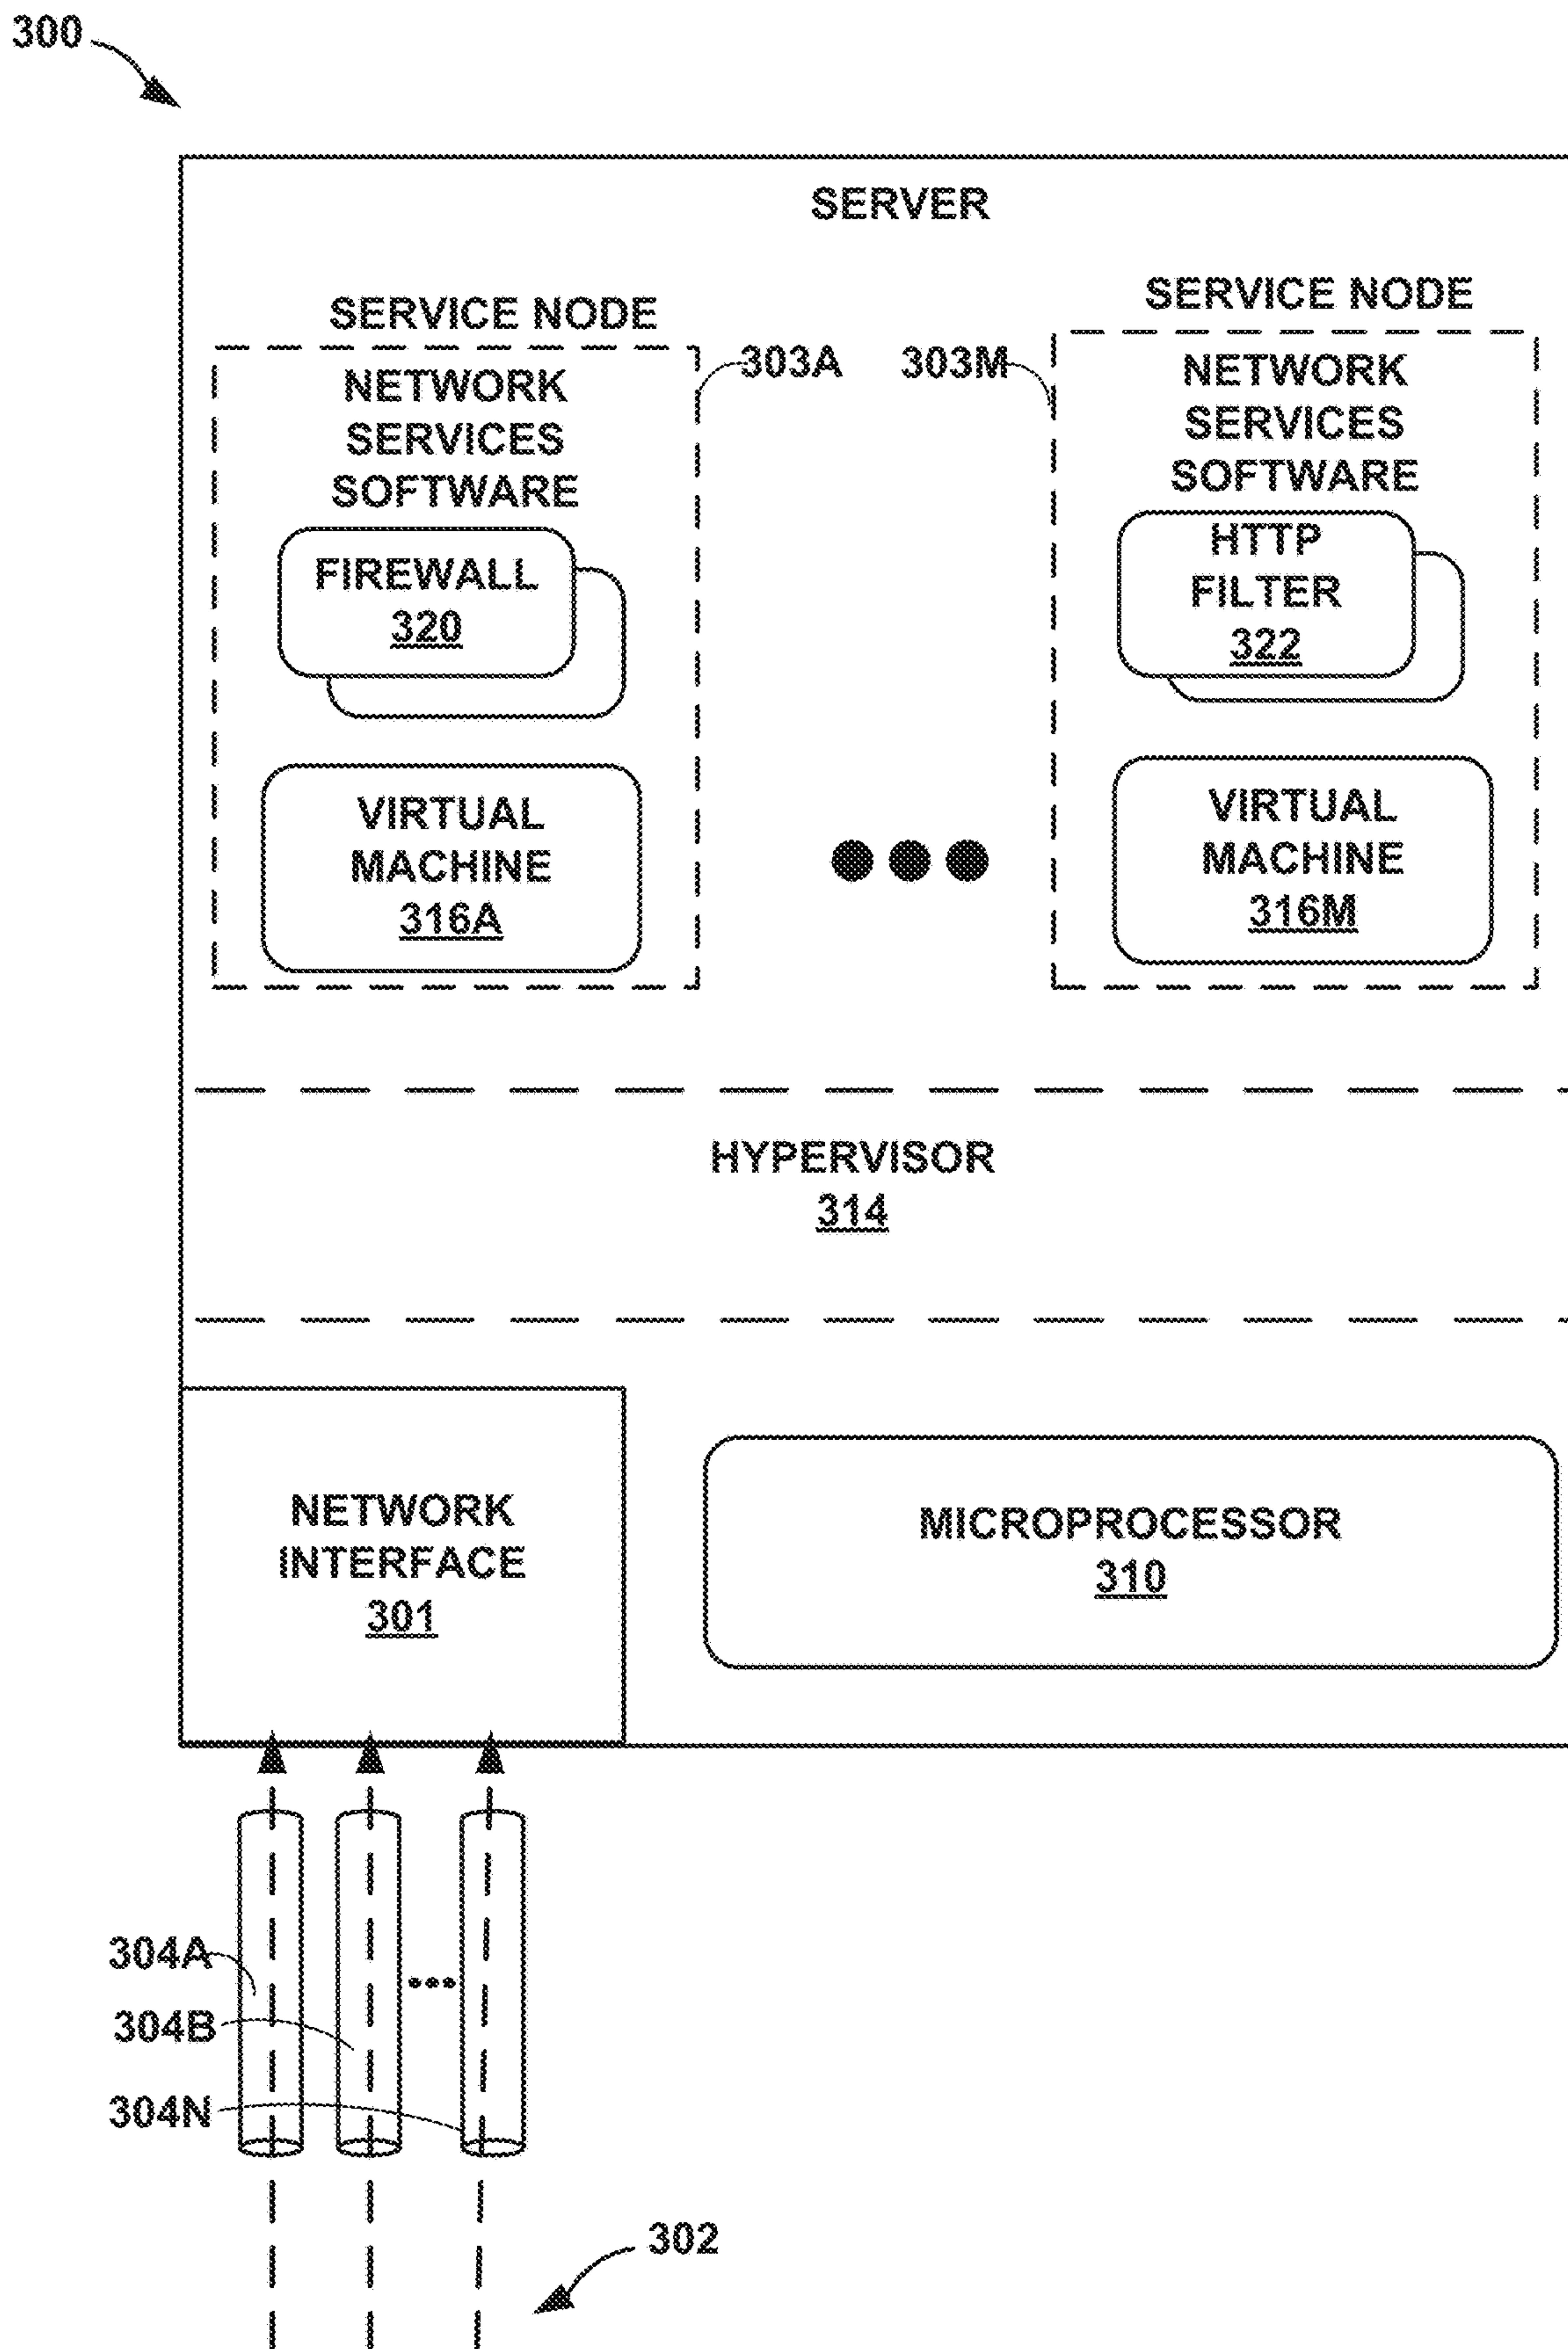 300
SERVER
SERVICE NODE
303A
NETWORK
SERVICES
SOFTWARE
FIREWALL
320
VIRTUAL
MACHINE
316A
SERVICE NODE
303M
NETWORK
SERVICES
SOFTWARE
HTTP
FILTER
322
VIRTUAL
MACHINE
316M
HYPERVISOR
314
NETWORK
INTERFACE
301
MICROPROCESSOR
310
304A
304B
304N
302